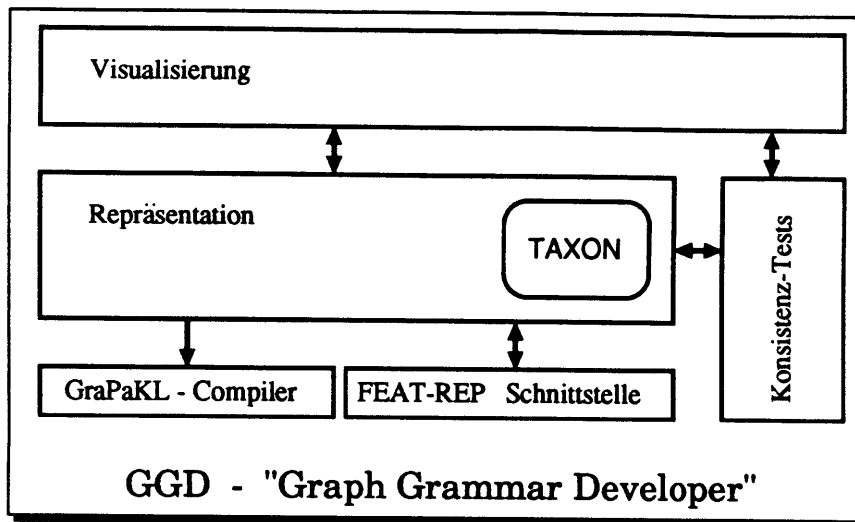 Visualisierung
Repräsentation
TAXON
Konsistenz-Tests
GraPaKL - Compiler
FEAT-REP Schnittstelle
GGD - "Graph Grammar Developer"